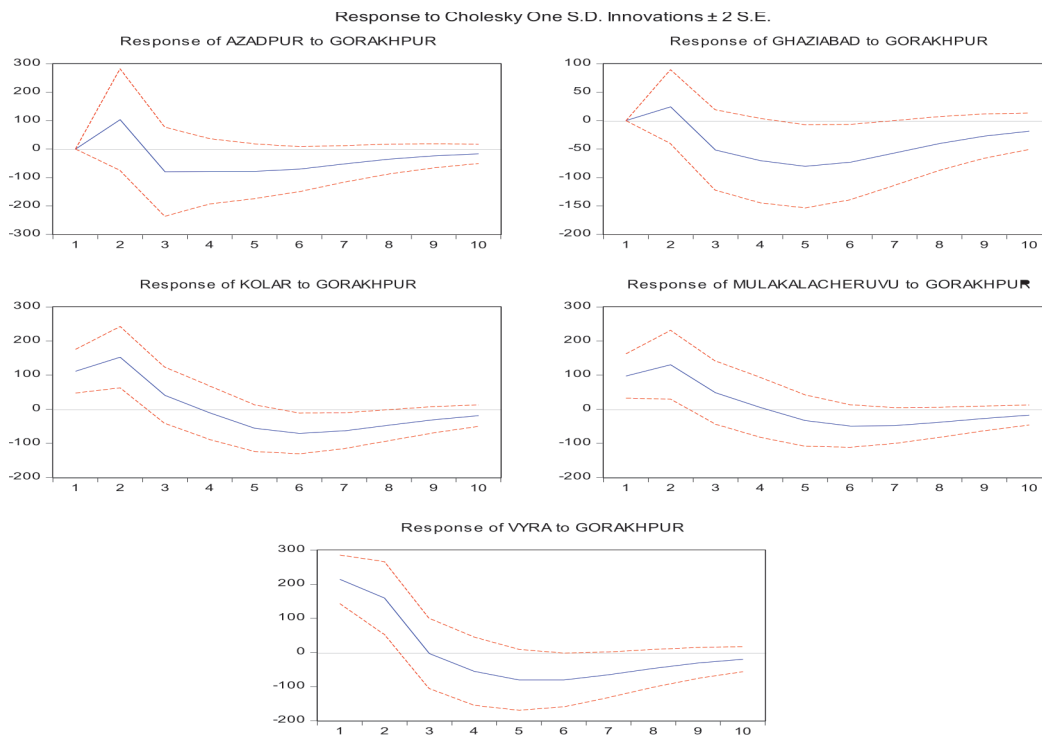 Response to Cholesky One S.D. Innovations ± 2 S.E.
Response of AZADPUR to GORAKHPUR
300
200
100
0
-100
-200
-300
1 2 3 4 5 6 7 8 9 10
Response of GHAZIABAD to GORAKHPUR
100
50
0
-50
-100
-150
-200
1 2 3 4 5 6 7 8 9 10
Response of KOLAR to GORAKHPUR
300
200
100
0
-100
-200
1 2 3 4 5 6 7 8 9 10
Response of MULAKALACHERUVU to GORAKHPUR
300
200
100
0
-100
-200
1 2 3 4 5 6 7 8 9 10
Response of VYRA to GORAKHPUR
300
200
100
0
-100
-200
1 2 3 4 5 6 7 8 9 10